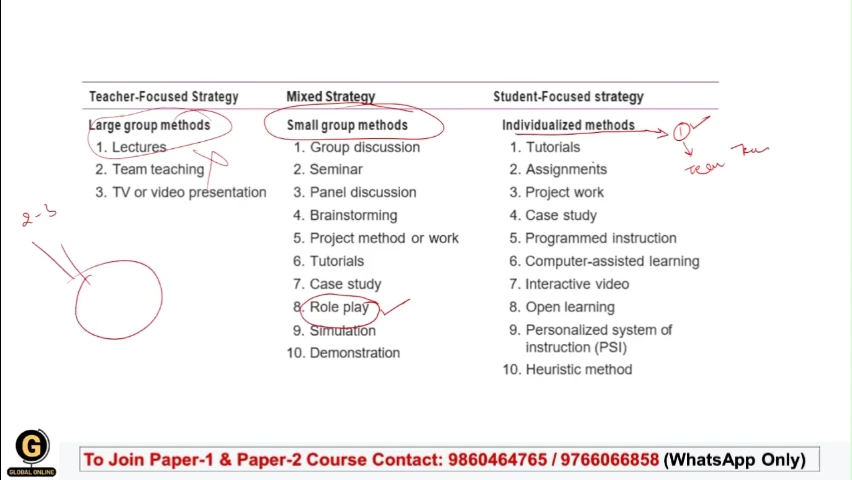 Teacher-Focused Strategy
Large group methods
1. Lectures
2. Team teaching
3. TV or video presentation
2-3
Mixed Strategy
Small group methods
1. Group discussion
2. Seminar
3. Panel discussion
4. Brainstorming
5. Project method or work
6. Tutorials
7. Case study
8. Role play
9. Simulation
10. Demonstration
Student-Focused strategy
Individualized methods
1
1. Tutorials
2. Assignments
3. Project work
4. Case study
5. Programmed instruction
6. Computer-assisted learning
7. Interactive video
8. Open learning
9. Personalized system of
instruction (PSI)
10. Heuristic method
G
GLOBAL ONLINE
To Join Paper-1 & Paper-2 Course Contact: 9860464765 / 9766066858 (WhatsApp Only)